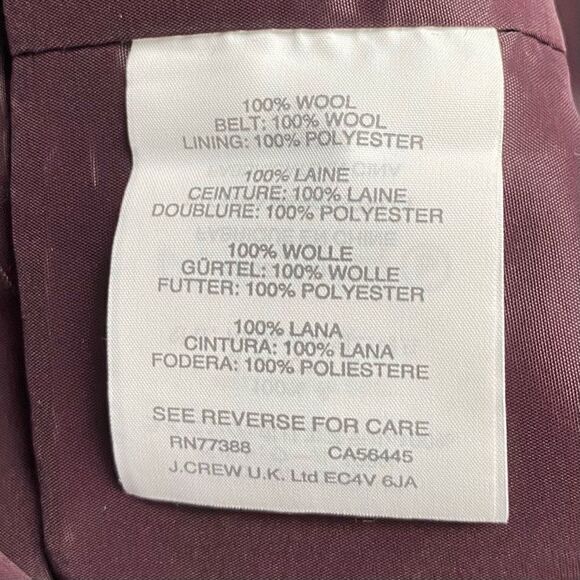 100% WOOL
BELT: 100% WOOL
LINING: 100% POLYESTER
100% LAINE
CEINTURE: 100% LAINE
DOUBLURE: 100% POLYESTER
100% WOLLE
GÜRTEL: 100% WOLLE
FUTTER: 100% POLYESTER
100% LANA
CINTURA: 100% LANA
FODERA: 100% POLIESTERE
SEE REVERSE FOR CARE
RN77388 CA56445
J.CREW U.K. Ltd EC4V 6JA